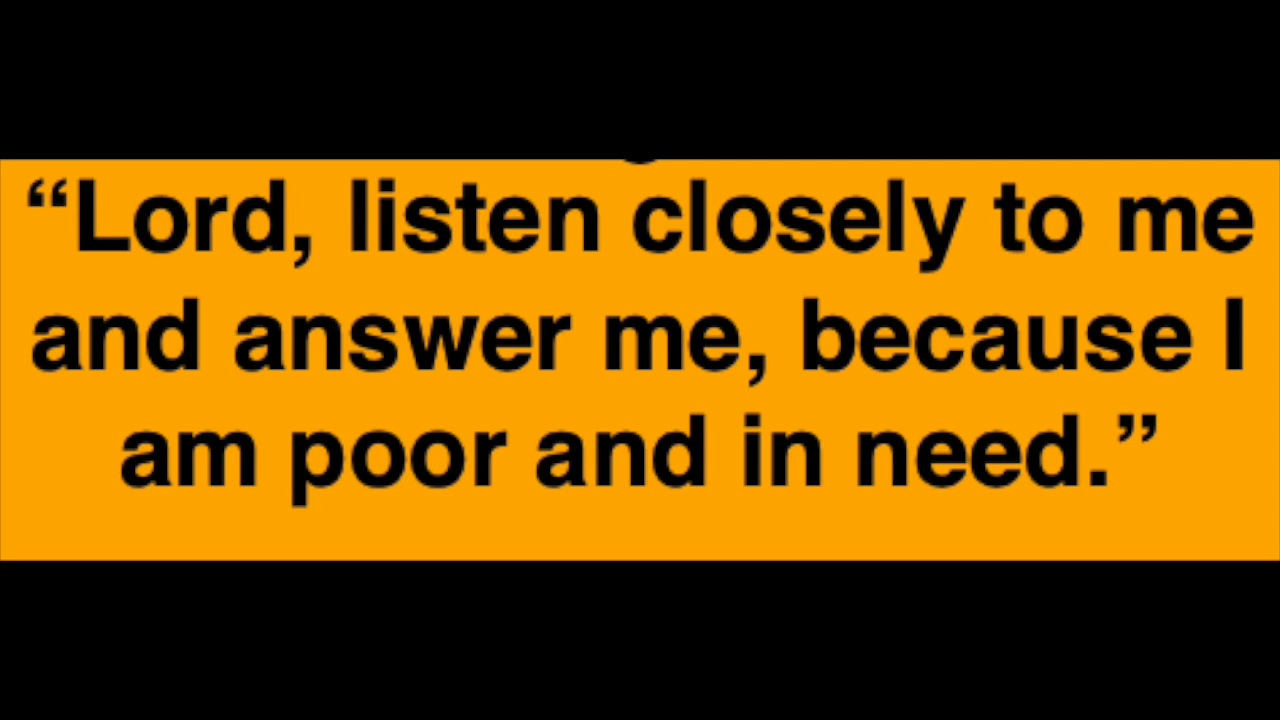 “Lord, listen closely to me
and answer me, because I
am poor and in need.”